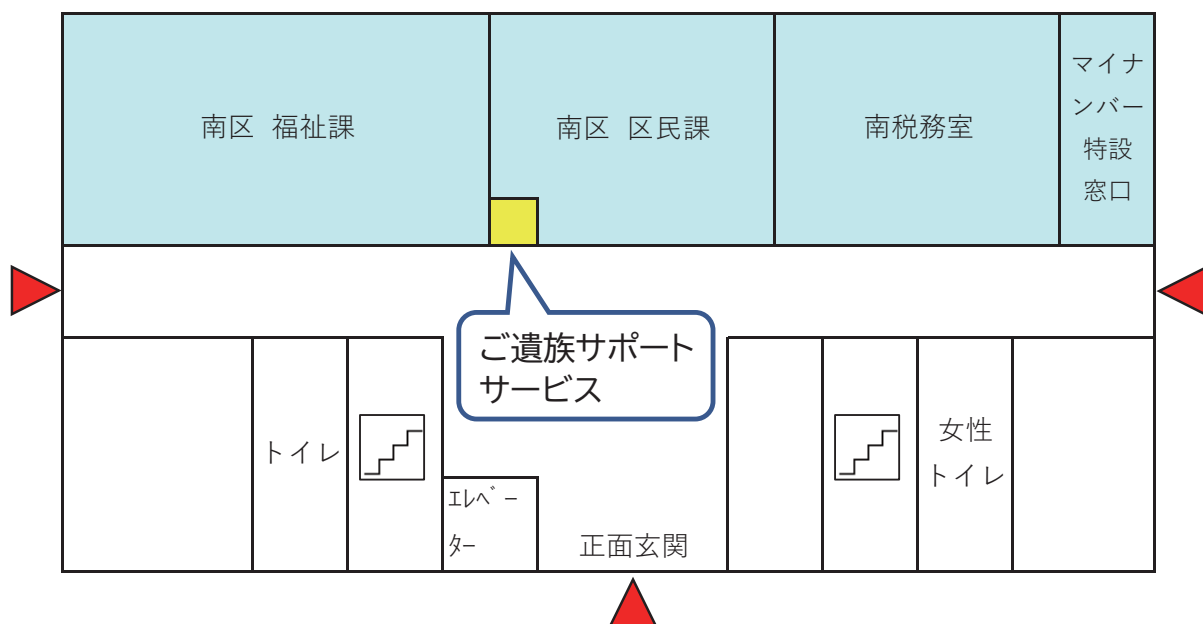 南区 福祉課
南区 区民課
南税務室
マイナ
ンバー
特設
窓口
ご遺族サポート
サービス
トイレ
ｴﾚﾍﾞｰ
ﾀｰ
正面玄関
女性
トイレ